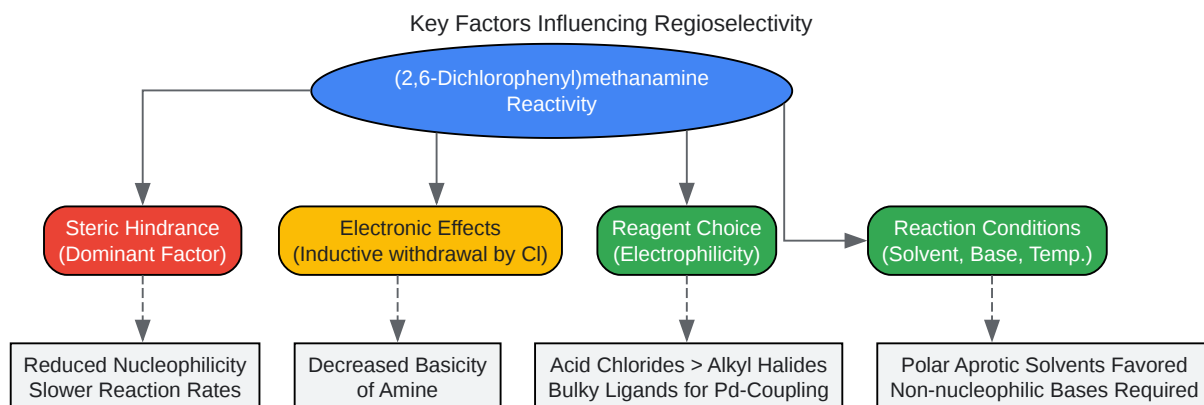 Key Factors Influencing Regioselectivity
(2,6-Dichlorophenyl)methanamine
Reactivity
Steric Hindrance
(Dominant Factor)
Electronic Effects
(Inductive withdrawal by Cl)
Reagent Choice
(Electrophilicity)
Reaction Conditions
(Solvent, Base, Temp.)
Reduced Nucleophilicity
Slower Reaction Rates
Decreased Basicity
of Amine
Acid Chlorides > Alkyl Halides
Bulky Ligands for Pd-Coupling
Polar Aprotic Solvents Favored
Non-nucleophilic Bases Required